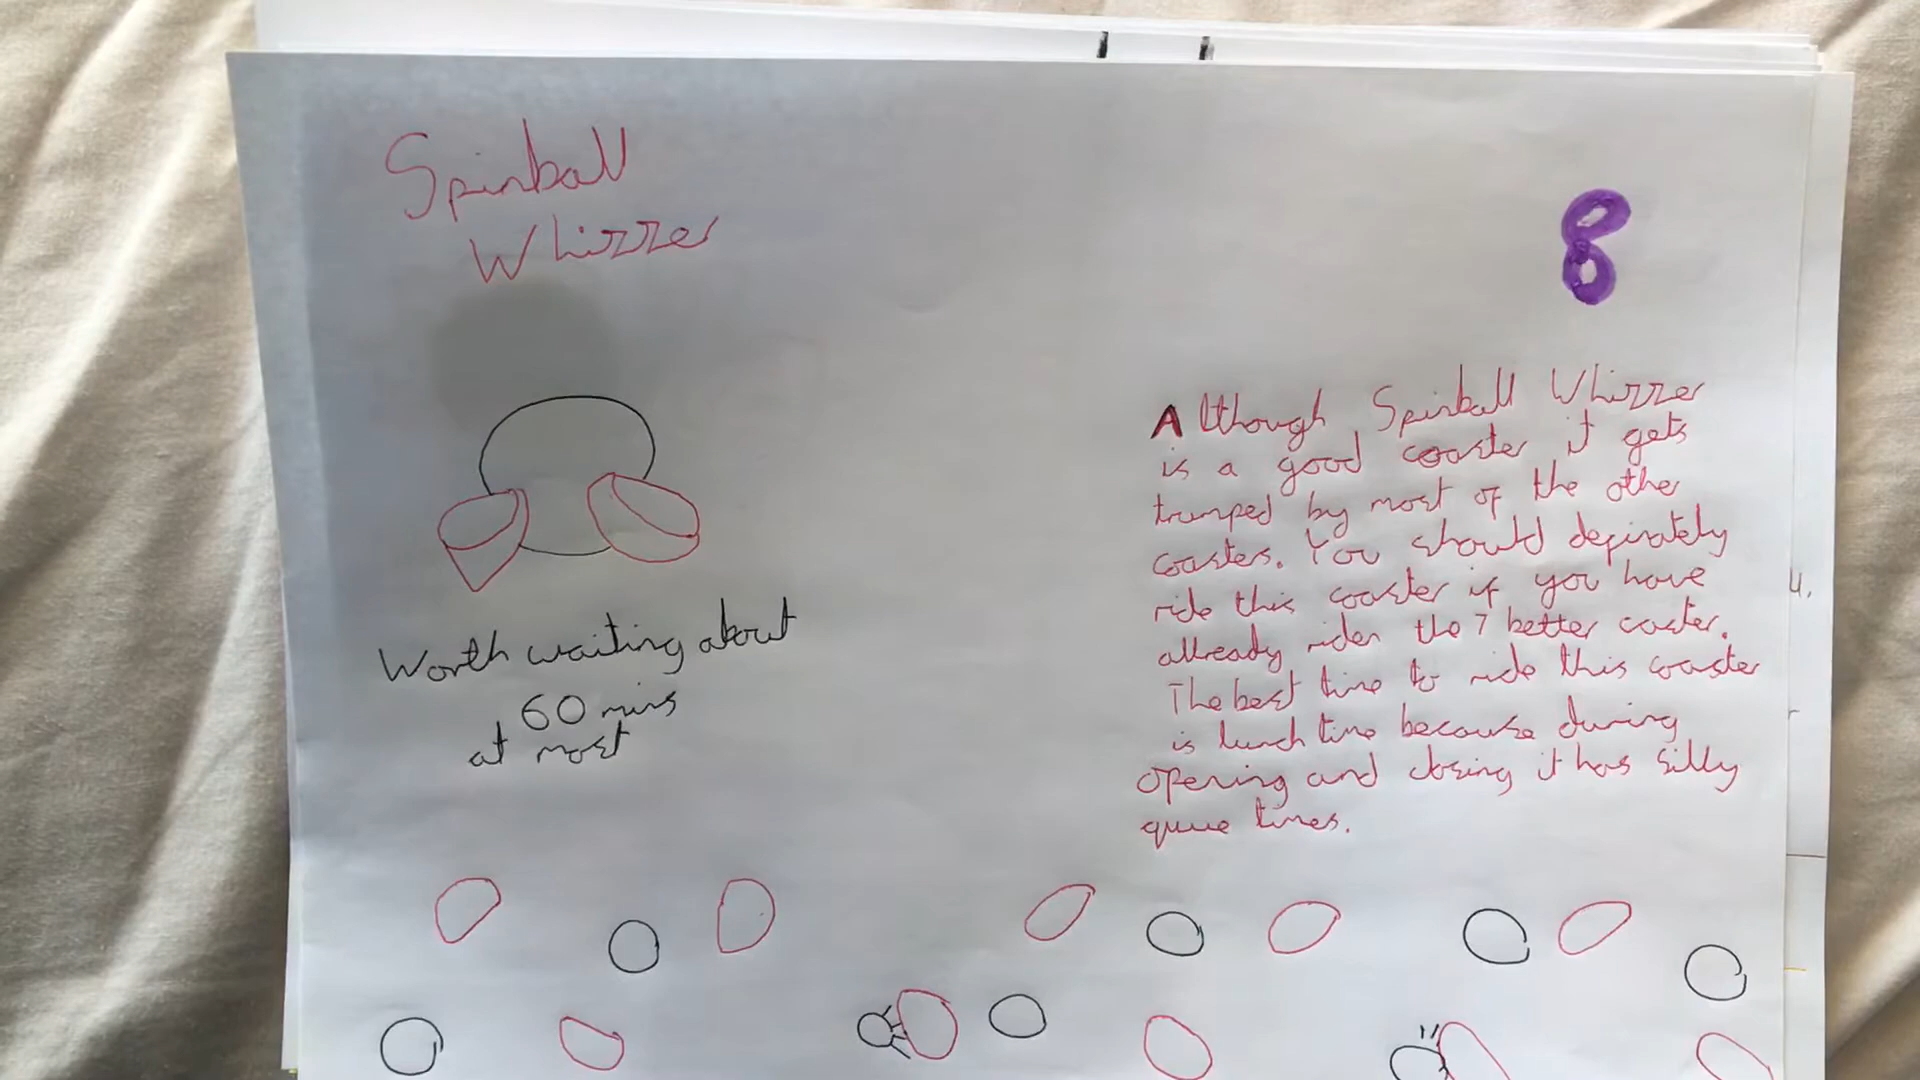 Spinball
Whizzer
8
Worth waiting about
60 mins
at most
Although Spinball Whizzer
is a good coaster it gets
trumped by most of the other
coasters. You should definately
ride this coaster if you have
allready riden the 7 better coaster.
The best time to ride this coaster
is lunch time because during
opening and closing it has silly
queue times.